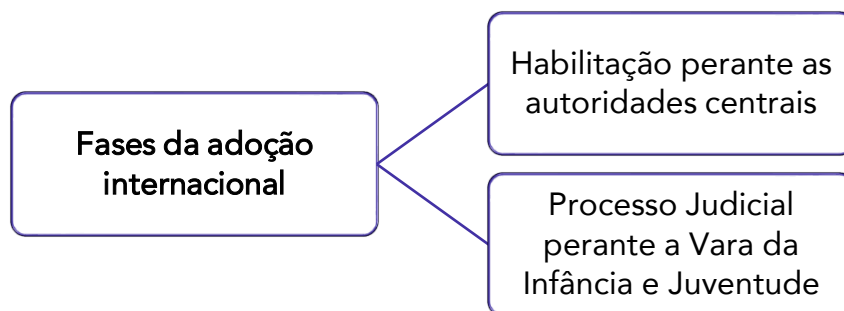 Fases da adoção
internacional
Habilitação perante as
autoridades centrais
Processo Judicial
perante a Vara da
Infância e Juventude